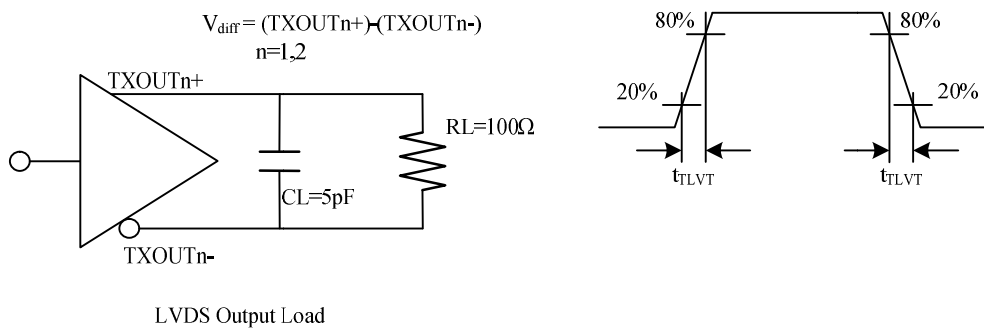 V_diff = (TXOUTn+)-(TXOUTn-)
n=1,2
TXOUTn+
RL=100Ω
CL=5pF
TXOUTn-
LVDS Output Load
80%
80%
20%
20%
t_TLVT
t_TLVT